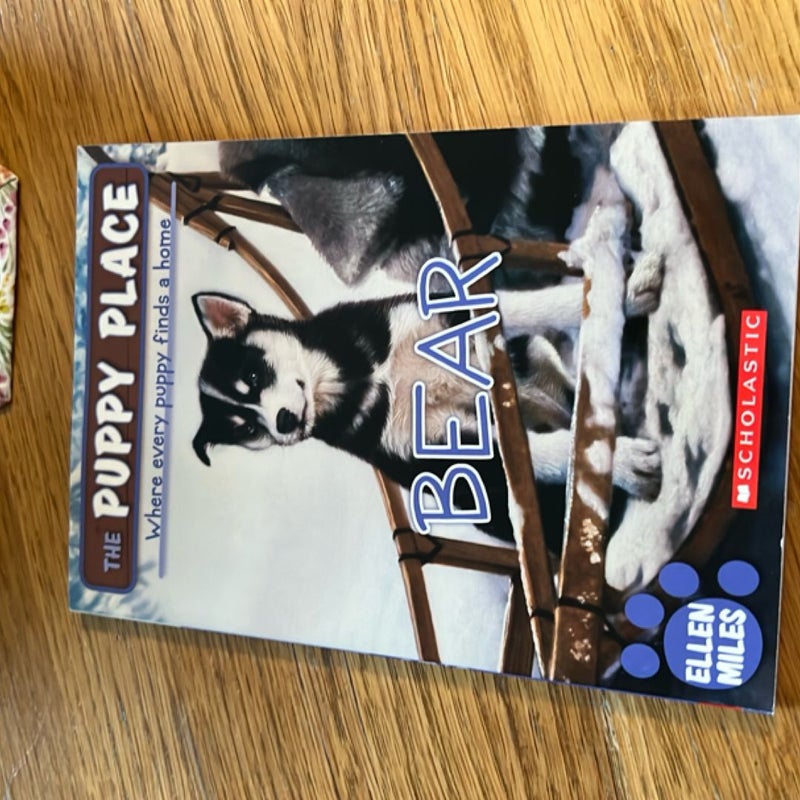 THE PUPPY PLACE
Where every puppy finds a home
BEAR
SCHOLASTIC
ELLEN
MILES